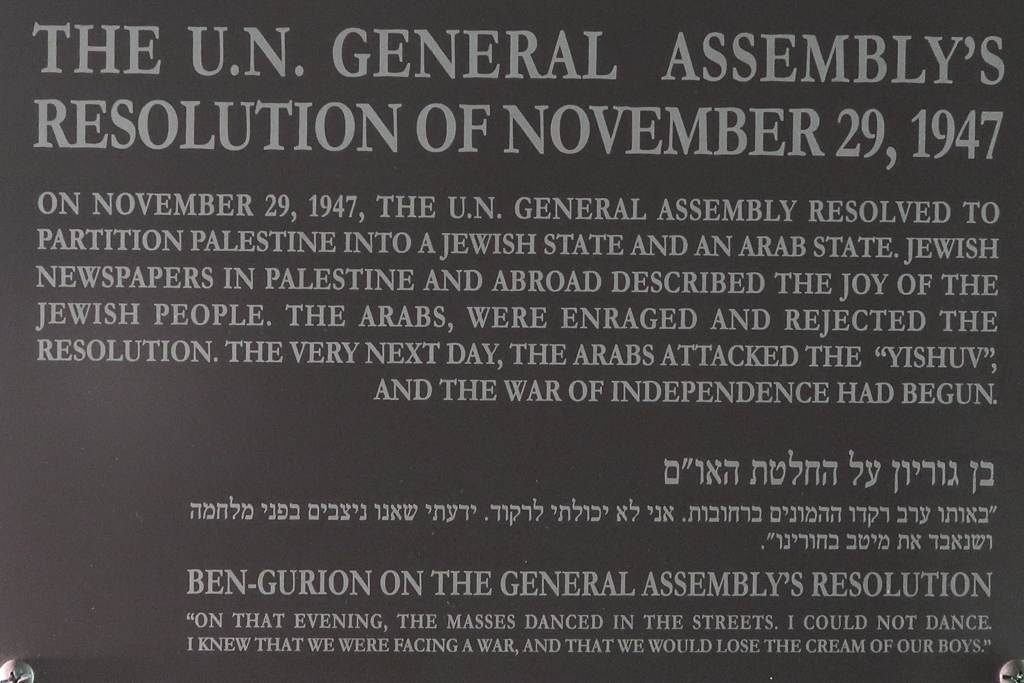 THE U.N. GENERAL ASSEMBLY'S
RESOLUTION OF NOVEMBER 29, 1947
ON NOVEMBER 29, 1947, THE U.N. GENERAL ASSEMBLY RESOLVED TO
PARTITION PALESTINE INTO A JEWISH STATE AND AN ARAB STATE. JEWISH
NEWSPAPERS IN PALESTINE AND ABROAD DESCRIBED THE JOY OF THE
JEWISH PEOPLE. THE ARABS, WERE ENRAGED AND REJECTED THE
RESOLUTION. THE VERY NEXT DAY, THE ARABS ATTACKED THE "YISHUV",
AND THE WAR OF INDEPENDENCE HAD BEGUN.
בן גוריון על החלטת האו"ם
"באותו ערב רקדו ההמונים ברחובות. אני לא יכולתי לרקוד. ידעתי שאנו ניצבים בפני מלחמה
ושנאבד את מיטב בחורינו".
BEN-GURION ON THE GENERAL ASSEMBLY'S RESOLUTION
"ON THAT EVENING, THE MASSES DANCED IN THE STREETS. I COULD NOT DANCE.
I KNEW THAT WE WERE FACING A WAR, AND THAT WE WOULD LOSE THE CREAM OF OUR BOYS."